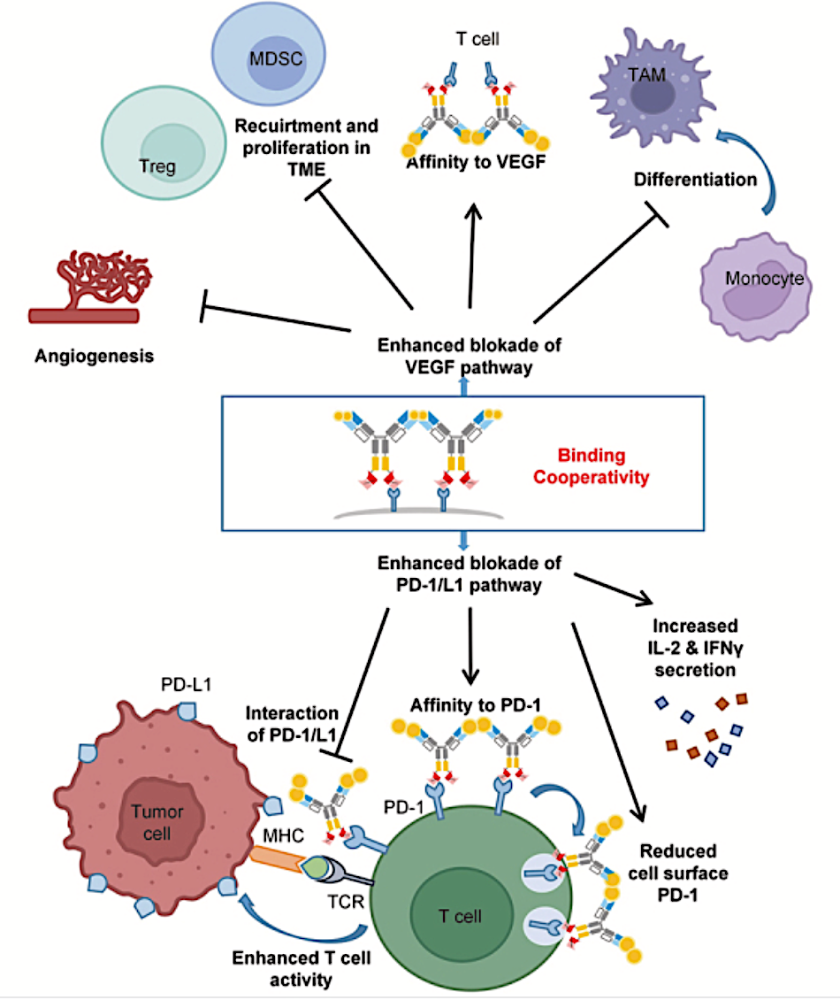 MDSC
Treg
Recuirtment and
proliferation in
TME
T cell
Affinity to VEGF
TAM
Differentiation
Monocyte
Angiogenesis
Enhanced blokade of
VEGF pathway
Binding
Cooperativity
Enhanced blokade of
PD-1/L1 pathway
Increased
IL-2 & IFNγ
secretion
PD-L1
Interaction
of PD-1/L1
Affinity to PD-1
Tumor
cell
MHC
PD-1
TCR
T cell
Reduced
cell surface
PD-1
Enhanced T cell
activity